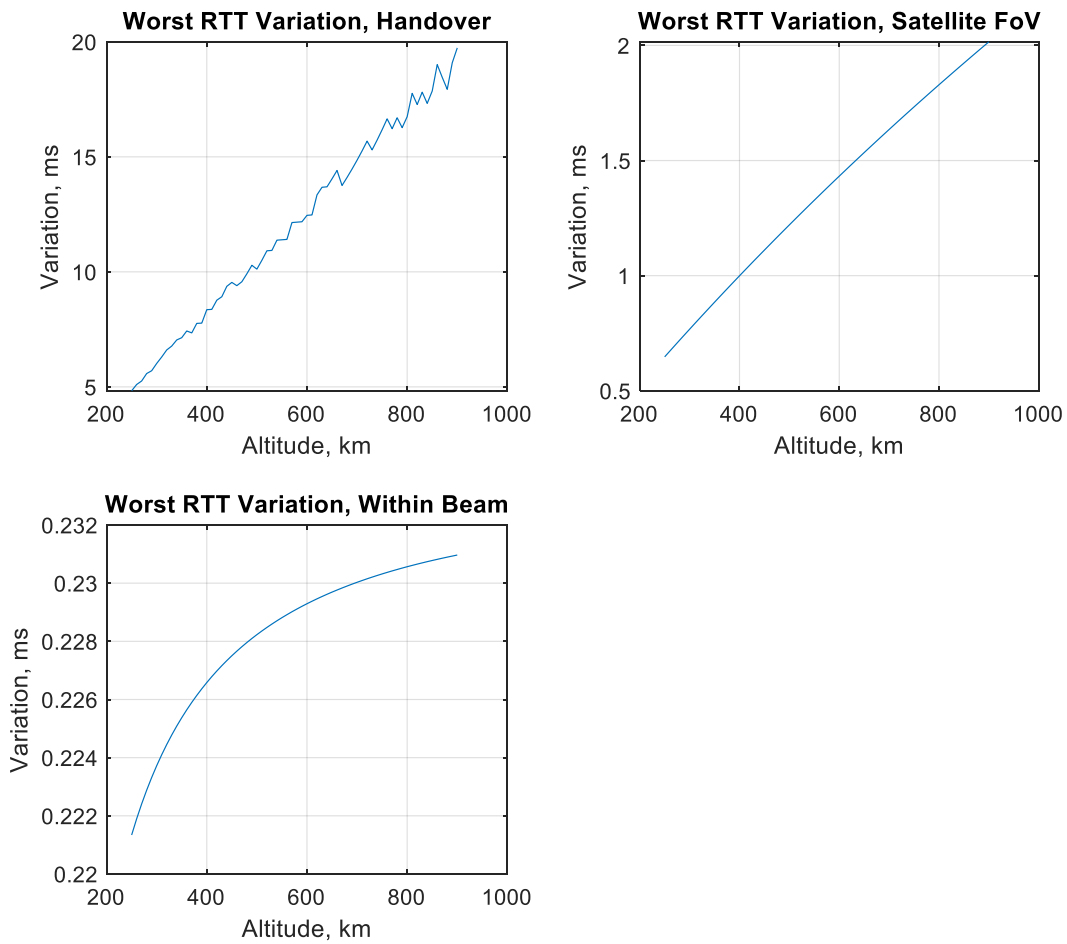 Worst RTT Variation, Handover
Variation, ms
20
15
10
5
200 400 600 800 1000
Altitude, km
Worst RTT Variation, Satellite FoV
Variation, ms
2
1.5
1
0.5
200 400 600 800 1000
Altitude, km
Worst RTT Variation, Within Beam
Variation, ms
0.232
0.23
0.228
0.226
0.224
0.222
0.22
200 400 600 800 1000
Altitude, km